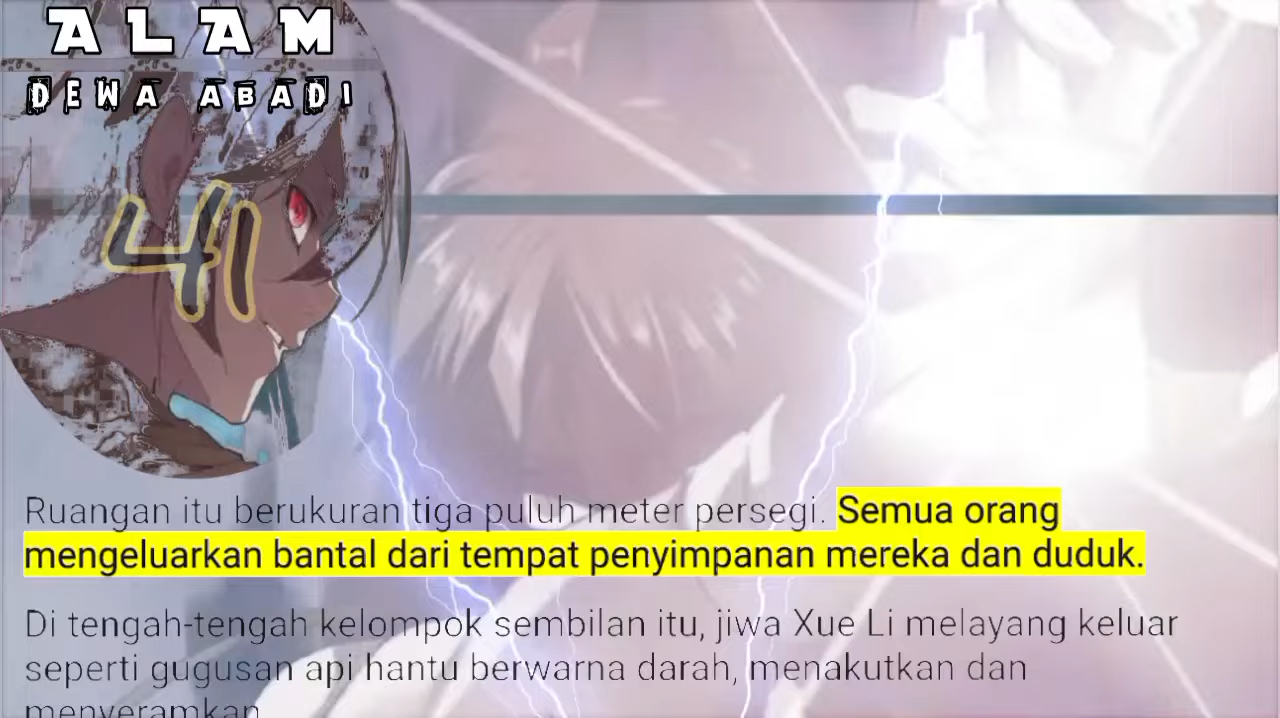 ALAM
DEWA ABADI
41
Ruangan itu berukuran tiga puluh meter persegi. Semua orang
mengeluarkan bantal dari tempat penyimpanan mereka dan duduk.
Di tengah-tengah kelompok sembilan itu, jiwa Xue Li melayang keluar
seperti gugusan api hantu berwarna darah, menakutkan dan
menyeramkan